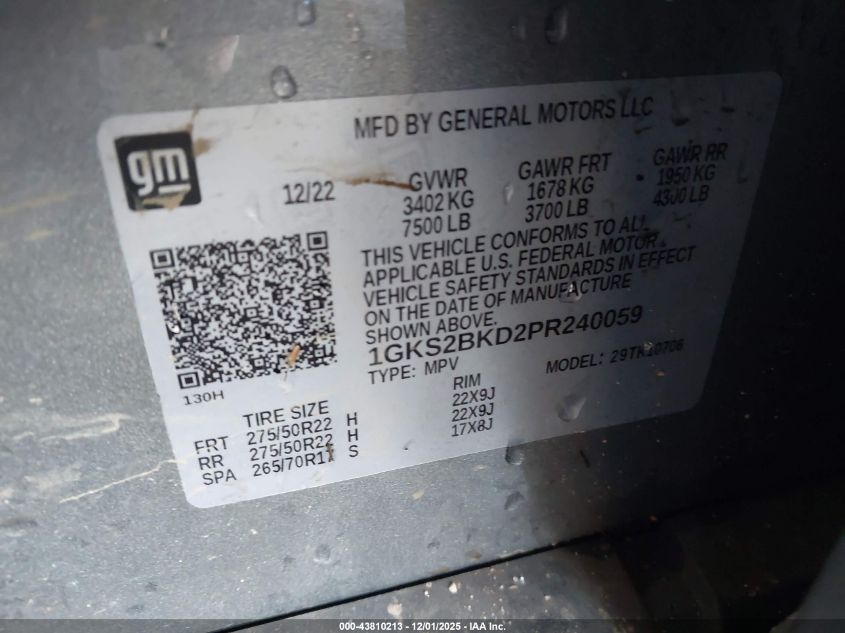 MFD BY GENERAL MOTORS LLC
gm
12/22
GVWR GAWR FRT GAWR RR
3402 KG 1678 KG 1950 KG
7500 LB 3700 LB 4300 LB
THIS VEHICLE CONFORMS TO ALL
APPLICABLE U.S. FEDERAL MOTOR
VEHICLE SAFETY STANDARDS IN EFFECT
ON THE DATE OF MANUFACTURE
SHOWN ABOVE.
1GKS2BKD2PR240059
TYPE: MPV MODEL:
130H
TIRE SIZE RIM
FRT 275/50R22 H 22X9J
RR 275/50R22 H 22X9J
SPA 265/70R17 S 17X8J
000-43810213 - 12/01/2025 - IAA Inc.